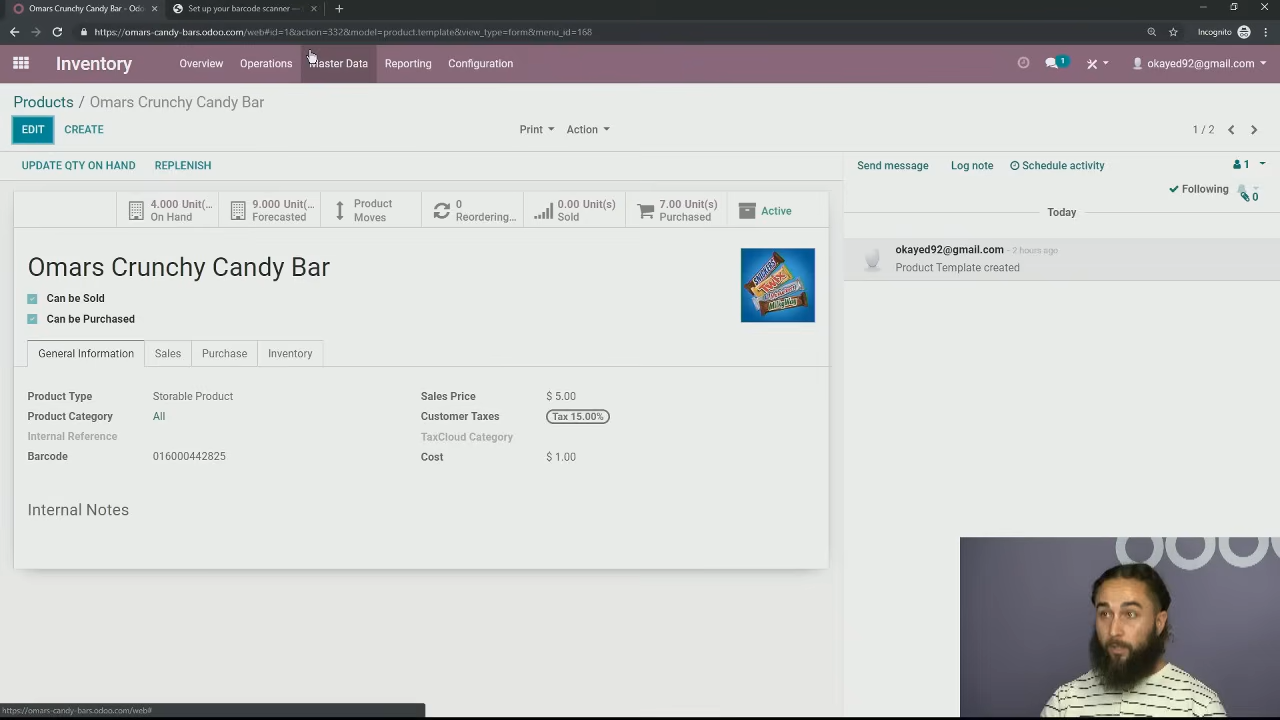 Omars Crunchy Candy Bar - Odoo
Set up your barcode scanner —
https://omars-candy-bars.odoo.com/web#id=1&action=332&model=product.template&view_type=form&menu_id=168
Incognito
Inventory
Overview
Operations
Master Data
Reporting
Configuration
1
okayed92@gmail.com
Products / Omars Crunchy Candy Bar
EDIT
CREATE
Print
Action
1 / 2
UPDATE QTY ON HAND
REPLENISH
Send message
Log note
Schedule activity
1
Following
0
4.000 Unit(...
On Hand
9.000 Unit(...
Forecasted
Product
Moves
0
Reordering...
0.00 Unit(s)
Sold
7.00 Unit(s)
Purchased
Active
Today
okayed92@gmail.com - 2 hours ago
Product Template created
Omars Crunchy Candy Bar
Can be Sold
Can be Purchased
General Information
Sales
Purchase
Inventory
Product Type
Storable Product
Sales Price
$ 5.00
Product Category
All
Customer Taxes
Tax 15.00%
Internal Reference
TaxCloud Category
Barcode
016000442825
Cost
$ 1.00
Internal Notes
https://omars-candy-bars.odoo.com/web#